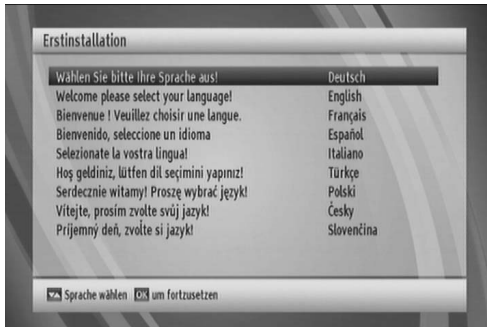 Erstinstallation
Wählen Sie bitte Ihre Sprache aus! Deutsch
Welcome please select your language! English
Bienvenue ! Veuillez choisir une langue. Français
Bienvenido, seleccione un idioma Español
Selezionate la vostra lingua! Italiano
Hoş geldiniz, lütfen dil seçimini yapınız! Türkçe
Serdecznie witamy! Proszę wybrać język! Polski
Vítejte, prosím zvolte svůj jazyk! Česky
Príjemný deň, zvoľte si jazyk! Slovenčina
Sprache wählen OK um fortzusetzen